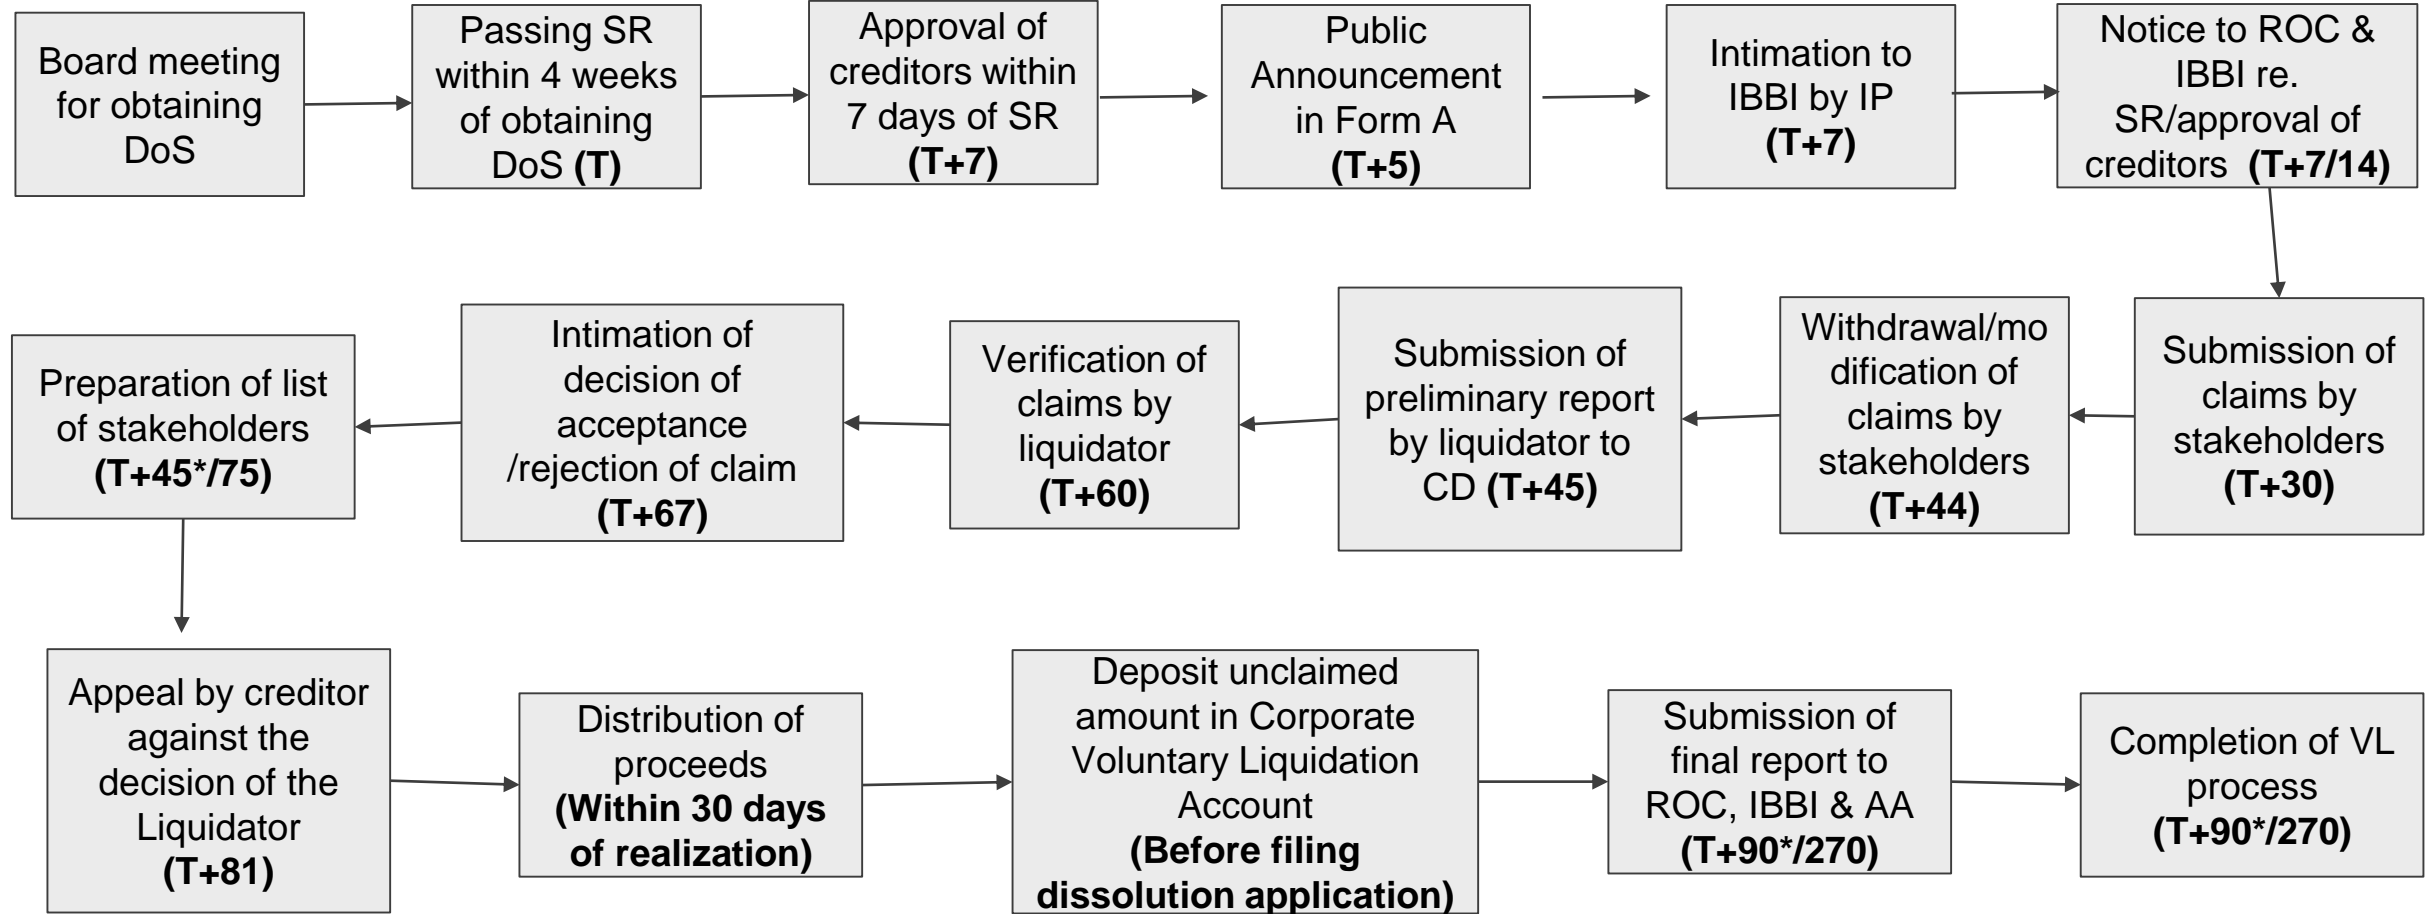 Board meeting
for obtaining
DoS
Passing SR
within 4 weeks
of obtaining
DoS (T)
Approval of
creditors within
7 days of SR
(T+7)
Public
Announcement
in Form A
(T+5)
Intimation to
IBBI by IP
(T+7)
Notice to ROC &
IBBI re.
SR/approval of
creditors (T+7/14)
Submission of
claims by
stakeholders
(T+30)
Withdrawal/mo
dification of
claims by
stakeholders
(T+44)
Submission of
preliminary report
by liquidator to
CD (T+45)
Verification of
claims by
liquidator
(T+60)
Intimation of
decision of
acceptance
/rejection of claim
(T+67)
Preparation of list
of stakeholders
(T+45*/75)
Appeal by creditor
against the
decision of the
Liquidator
(T+81)
Distribution of
proceeds
(Within 30 days
of realization)
Deposit unclaimed
amount in Corporate
Voluntary Liquidation
Account
(Before filing
dissolution application)
Submission of
final report to
ROC, IBBI & AA
(T+90*/270)
Completion of VL
process
(T+90*/270)